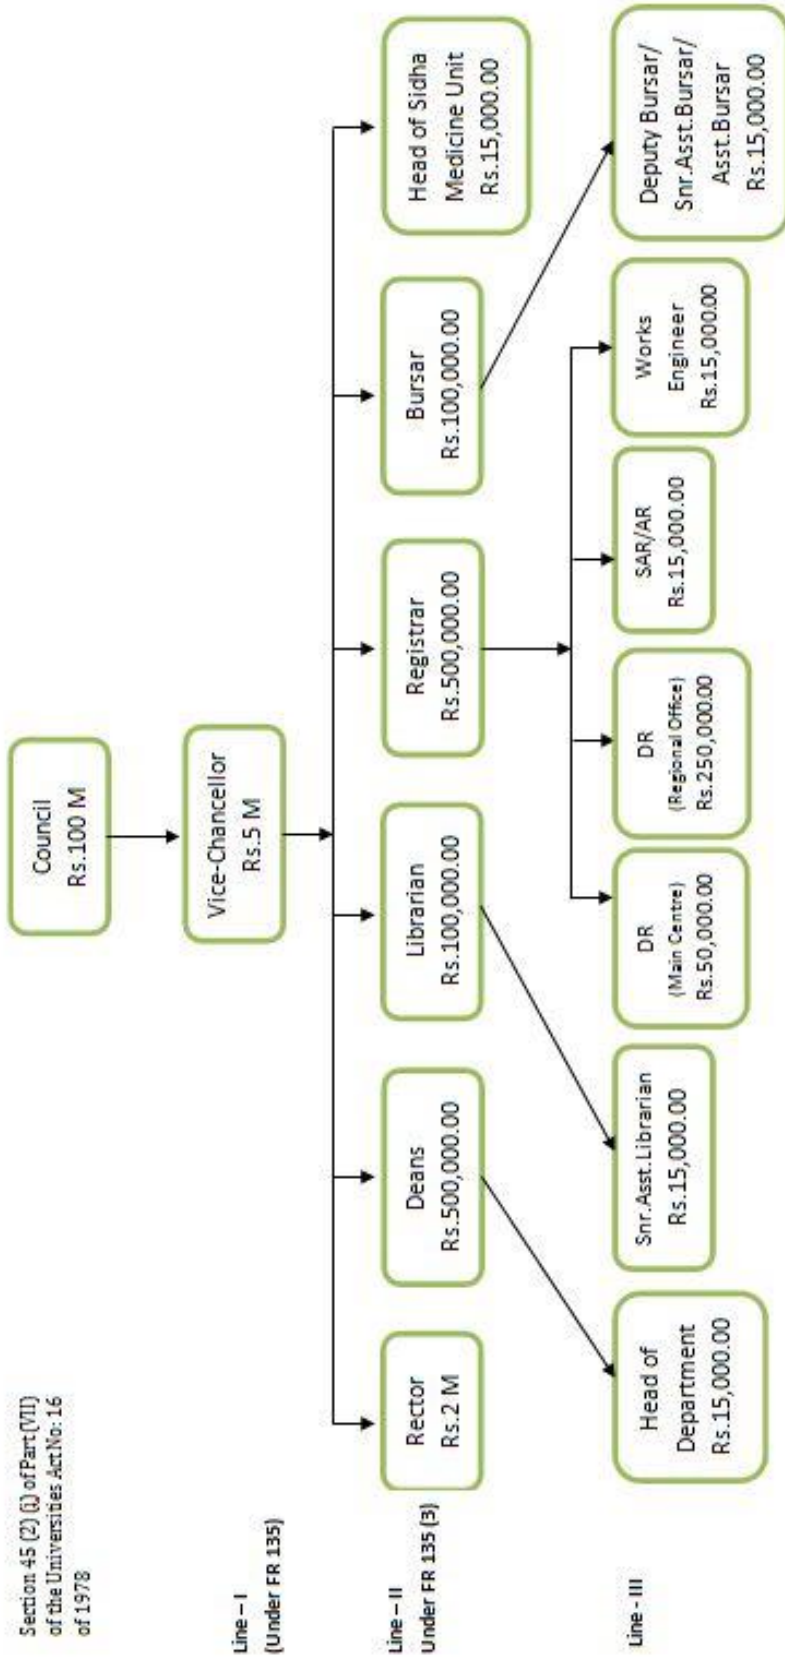 Section 45 (2) (i) of Part (VII)
of the Universities Act No: 16
of 1978
Council
Rs.100 M
Line – I
(Under FR 135)
Vice-Chancellor
Rs.5 M
Line – II
Under FR 135 (3)
Rector
Rs.2 M
Deans
Rs.500,000.00
Librarian
Rs.100,000.00
Registrar
Rs.500,000.00
Bursar
Rs.100,000.00
Head of Sidha
Medicine Unit
Rs.15,000.00
Line - III
Head of
Department
Rs.15,000.00
Snr.Asst.Librarian
Rs.15,000.00
DR
(Main Centre)
Rs.50,000.00
DR
(Regional Office)
Rs.250,000.00
SAR/AR
Rs.15,000.00
Works
Engineer
Rs.15,000.00
Deputy Bursar/
Snr.Asst.Bursar/
Asst.Bursar
Rs.15,000.00